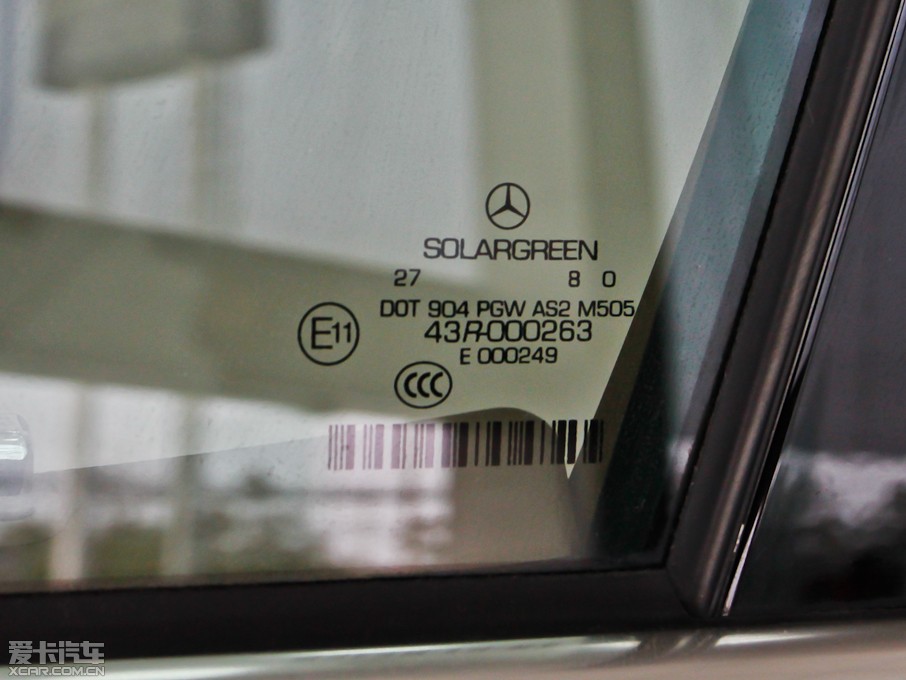 SOLARGREEN
27 8 0
DOT 904 PGW AS2 M505
E11
43R-000263
E 000249
CCC
爱卡汽车
XCAR.COM.CN